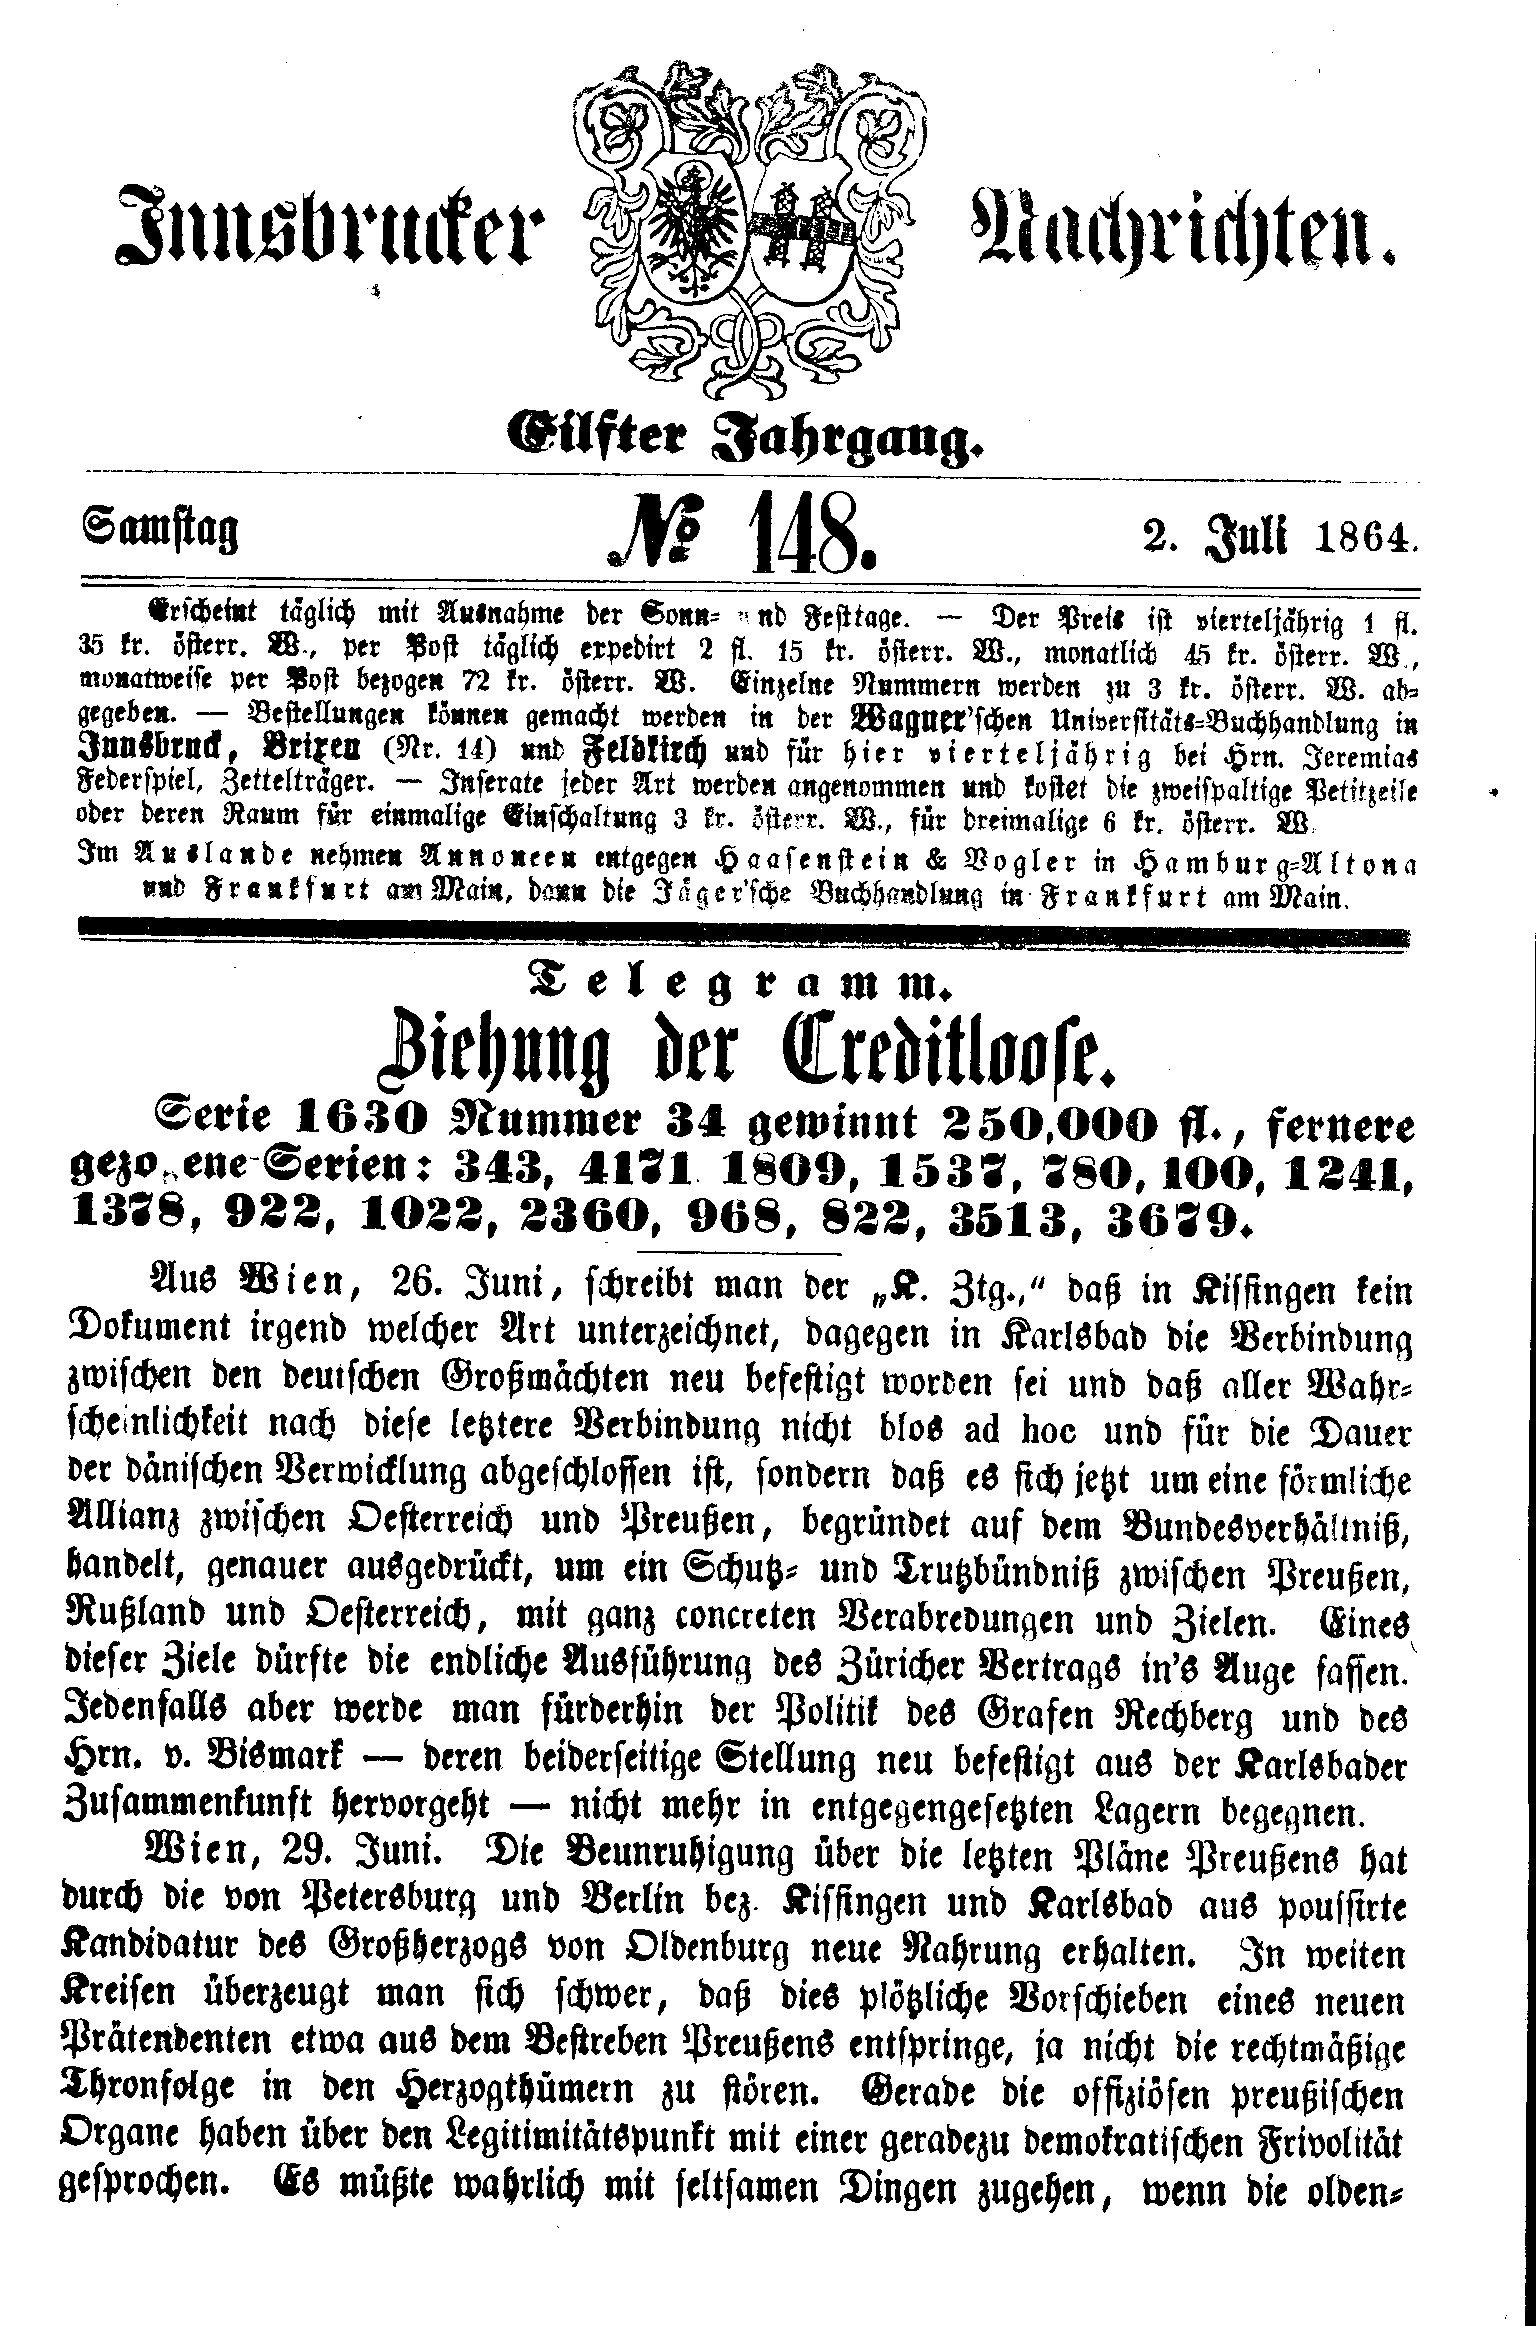 Innsbrucker Nachrichten.
Eilfter Jahrgang.
Samstag № 148. 2. Juli 1864.
Erscheint täglich mit Ausnahme der Sonn- und Festtage. — Der Preis ist vierteljährig 1 fl.
35 kr. österr. W., per Post täglich expedirt 2 fl. 15 kr. österr. W., monatlich 45 kr. österr. W.,
monatweise per Post bezogen 72 kr. österr. W. Einzelne Nummern werden zu 3 kr. österr. W. ab-
gegeben. — Bestellungen können gemacht werden in der Wagner'schen Universitäts-Buchhandlung in
Innsbruck, Brixen (Nr. 14) und Feldkirch und für hier vierteljährig bei Hrn. Jeremias
Federspiel, Zettelträger. — Inserate jeder Art werden angenommen und kostet die zweispaltige Petitzeile
oder deren Raum für einmalige Einschaltung 3 kr. österr. W., für dreimalige 6 kr. österr. W.
Im Auslande nehmen Annoncen entgegen Haasenstein & Vogler in Hamburg-Altona
und Frankfurt am Main, dann die Jäger'sche Buchhandlung in Frankfurt am Main.
Telegramm.
Ziehung der Creditloose.
Serie 1630 Nummer 34 gewinnt 250,000 fl., fernere
gezogene Serien: 343, 4171, 1809, 1537, 780, 100, 1241,
1378, 922, 1022, 2360, 968, 822, 3513, 3679.
Aus Wien, 26. Juni, schreibt man der „K. Ztg.,“ daß in Kissingen kein
Dokument irgend welcher Art unterzeichnet, dagegen in Karlsbad die Verbindung
zwischen den deutschen Großmächten neu befestigt worden sei und daß aller Wahr-
scheinlichkeit nach diese letztere Verbindung nicht blos ad hoc und für die Dauer
der dänischen Verwicklung abgeschlossen ist, sondern daß es sich jetzt um eine förmliche
Allianz zwischen Oesterreich und Preußen, begründet auf dem Bundesverhältniß,
handelt, genauer ausgedrückt, um ein Schutz- und Trutzbündniß zwischen Preußen,
Rußland und Oesterreich, mit ganz concreten Verabredungen und Zielen. Eines
dieser Ziele dürfte die endliche Ausführung des Züricher Vertrags in's Auge fassen.
Jedenfalls aber werde man fürderhin der Politik des Grafen Rechberg und des
Hrn. v. Bismark — deren beiderseitige Stellung neu befestigt aus der Karlsbader
Zusammenkunft hervorgeht — nicht mehr in entgegengesetzten Lagern begegnen.
Wien, 29. Juni. Die Beunruhigung über die letzten Pläne Preußens hat
durch die von Petersburg und Berlin bez. Kissingen und Karlsbad aus poussirte
Kandidatur des Großherzogs von Oldenburg neue Nahrung erhalten. In weiten
Kreisen überzeugt man sich schwer, daß dies plötzliche Vorschieben eines neuen
Prätendenten etwa aus dem Bestreben Preußens entspringe, ja nicht die rechtmäßige
Thronfolge in den Herzogthümern zu stören. Gerade die offiziösen preußischen
Organe haben über den Legitimitätspunkt mit einer geradezu demokratischen Frivolität
gesprochen. Es müßte wahrlich mit seltsamen Dingen zugehen, wenn die olden-